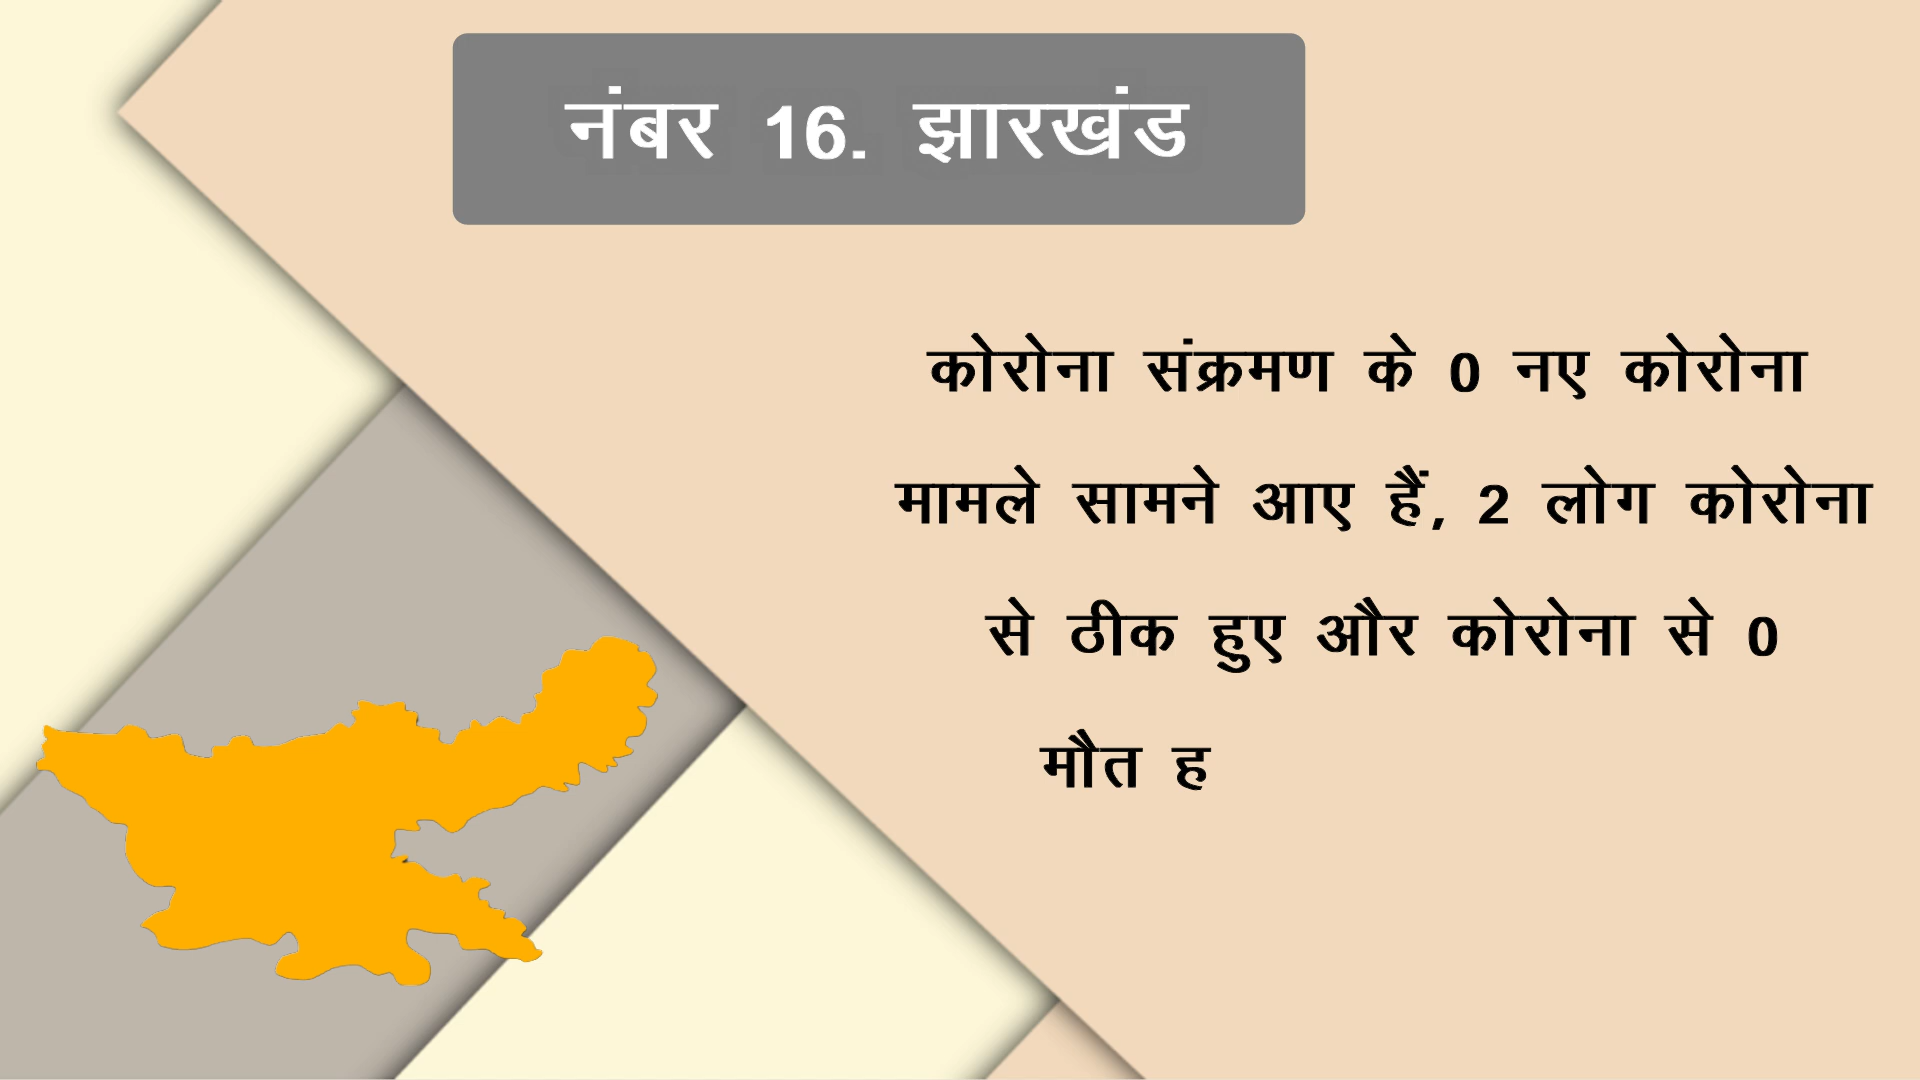 नंबर 16. झारखंड
कोरोना संक्रमण के 0 नए कोरोना
मामले सामने आए हैं, 2 लोग कोरोना
से ठीक हुए और कोरोना से 0
मौत ह